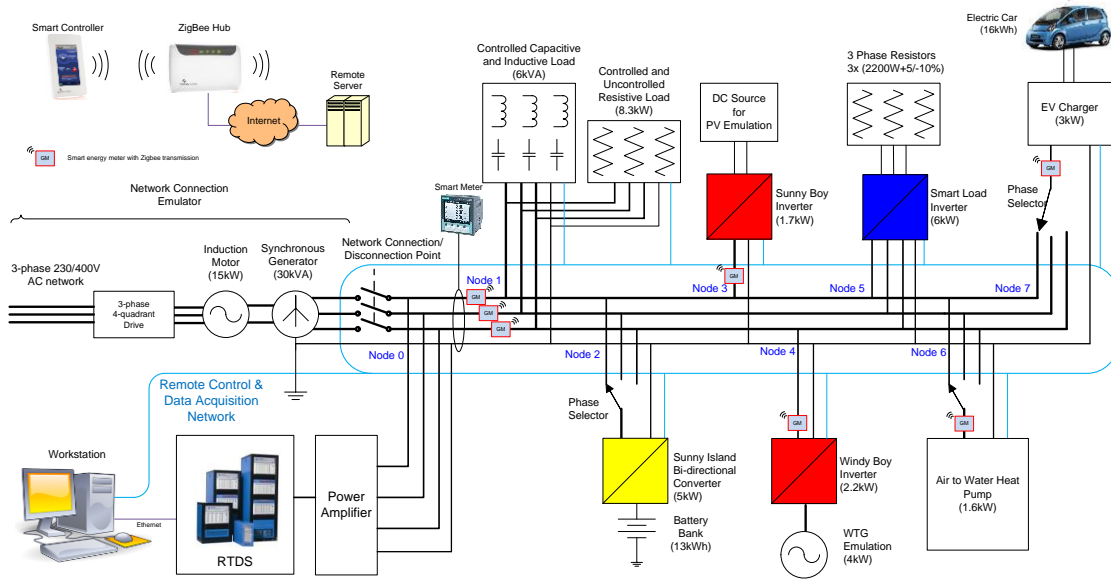 Smart Controller
ZigBee Hub
Remote
Server
Internet
GM
Smart energy meter with Zigbee transmission
Controlled Capacitive
and Inductive Load
(6kVA)
Controlled and
Uncontrolled
Resistive Load
(8.3kW)
DC Source
for
PV Emulation
3 Phase Resistors
3x (2200W+5/-10%)
Electric Car
(16kWh)
EV Charger
(3kW)
GM
Phase
Selector
Sunny Boy
Inverter
(1.7kW)
Smart Load
Inverter
(6kW)
Smart Meter
Network Connection
Emulator
Induction
Motor
(15kW)
Synchronous
Generator
(30kVA)
Network Connection/
Disconnection Point
3-phase 230/400V
AC network
3-phase
4-quadrant
Drive
Node 1
GM
GM
GM
GM
Node 3
Node 5
Node 7
Node 0
Node 2
Node 4
Node 6
Remote Control &
Data Acquisition
Network
Phase
Selector
GM
GM
Workstation
Ethernet
RTDS
Power
Amplifier
Sunny Island
Bi-directional
Converter
(5kW)
Battery
Bank
(13kWh)
Windy Boy
Inverter
(2.2kW)
WTG
Emulation
(4kW)
Air to Water Heat
Pump
(1.6kW)